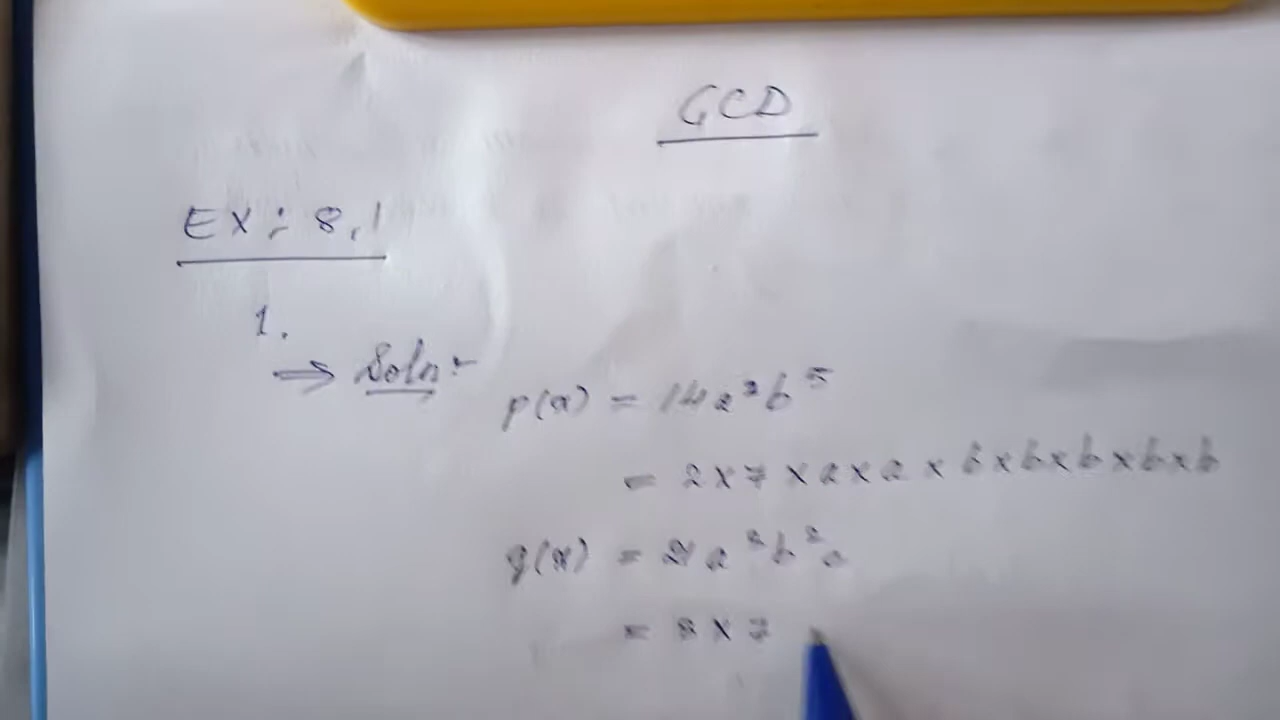 GCD
EX: 8.1
1.
⇒ Soln:-
p(x) = 14a²b⁵
= 2×7×a×a×b×b×b×b×b
g(x) = 21a²b²c
= 3×7